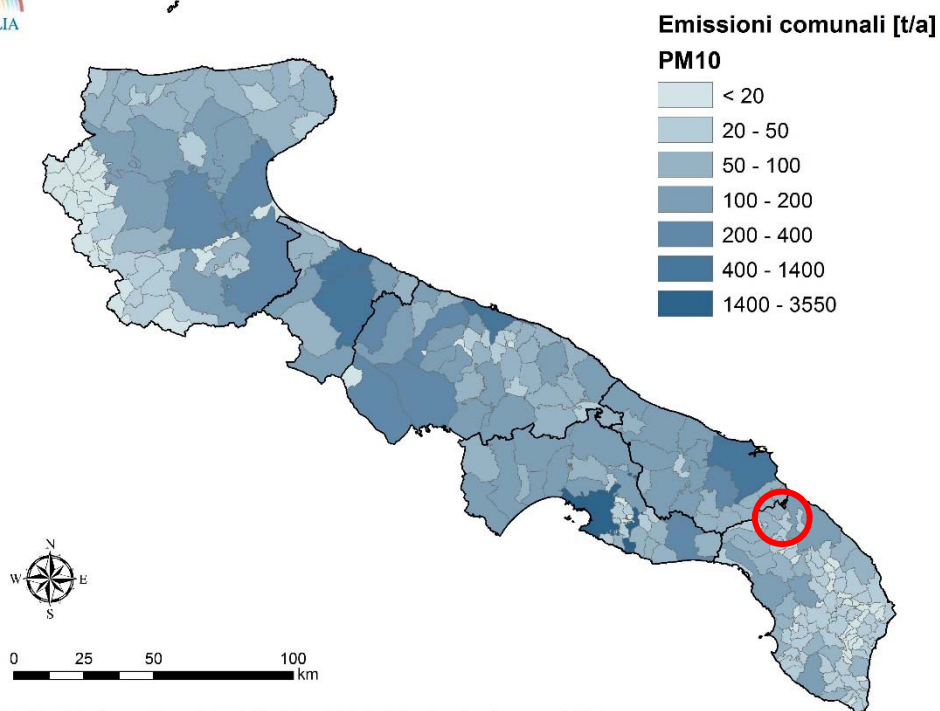 LIA
Emissioni comunali [t/a]
PM10
< 20
20 - 50
50 - 100
100 - 200
200 - 400
400 - 1400
1400 - 3550
N
W E
S
0 25 50 100
km